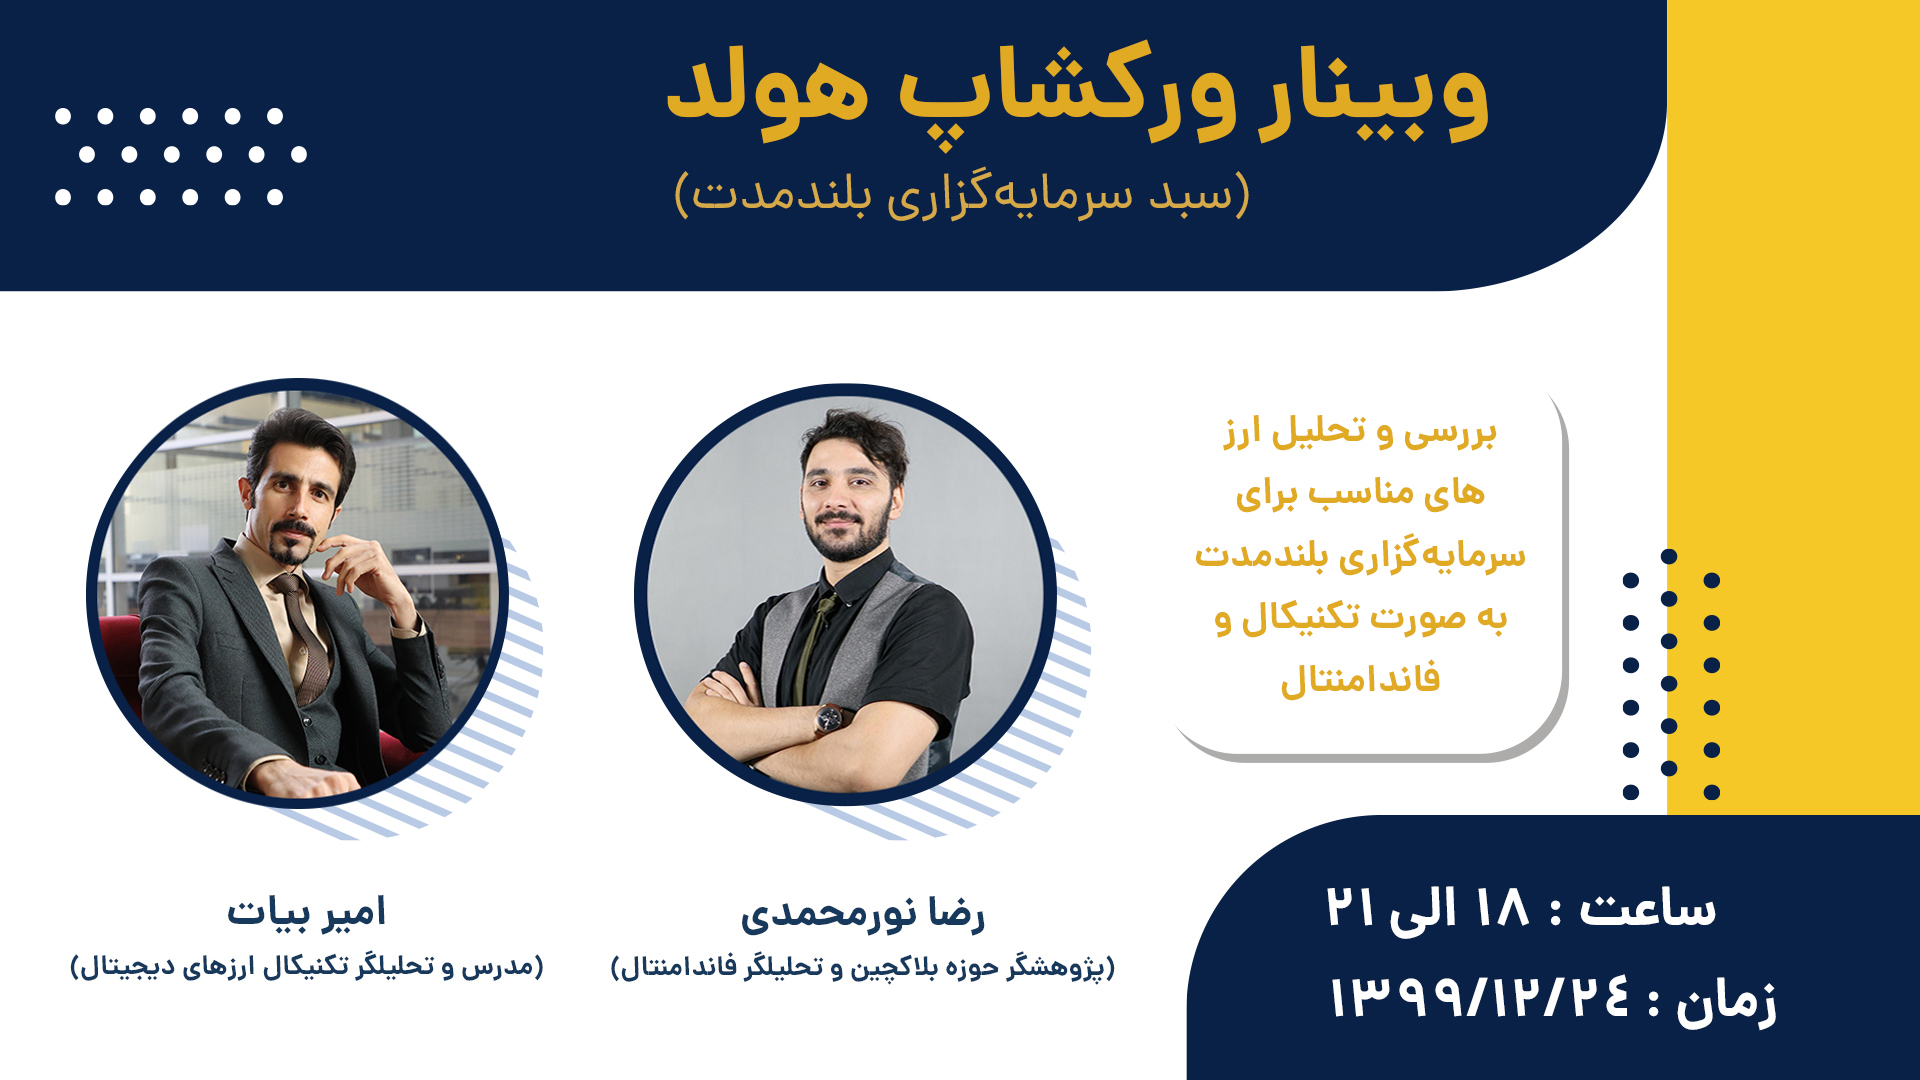 وبینار ورکشاپ هولد
(سبد سرمایه‌گزاری بلندمدت)
بررسی و تحلیل ارز
های مناسب برای
سرمایه‌گزاری بلندمدت
به صورت تکنیکال و
فاندامنتال
رضا نورمحمدی
(پژوهشگر حوزه بلاکچین و تحلیلگر فاندامنتال)
امیر بیات
(مدرس و تحلیلگر تکنیکال ارزهای دیجیتال)
ساعت : ۱۸ الی ۲۱
زمان : ۱۳۹۹/۱۲/۲٤